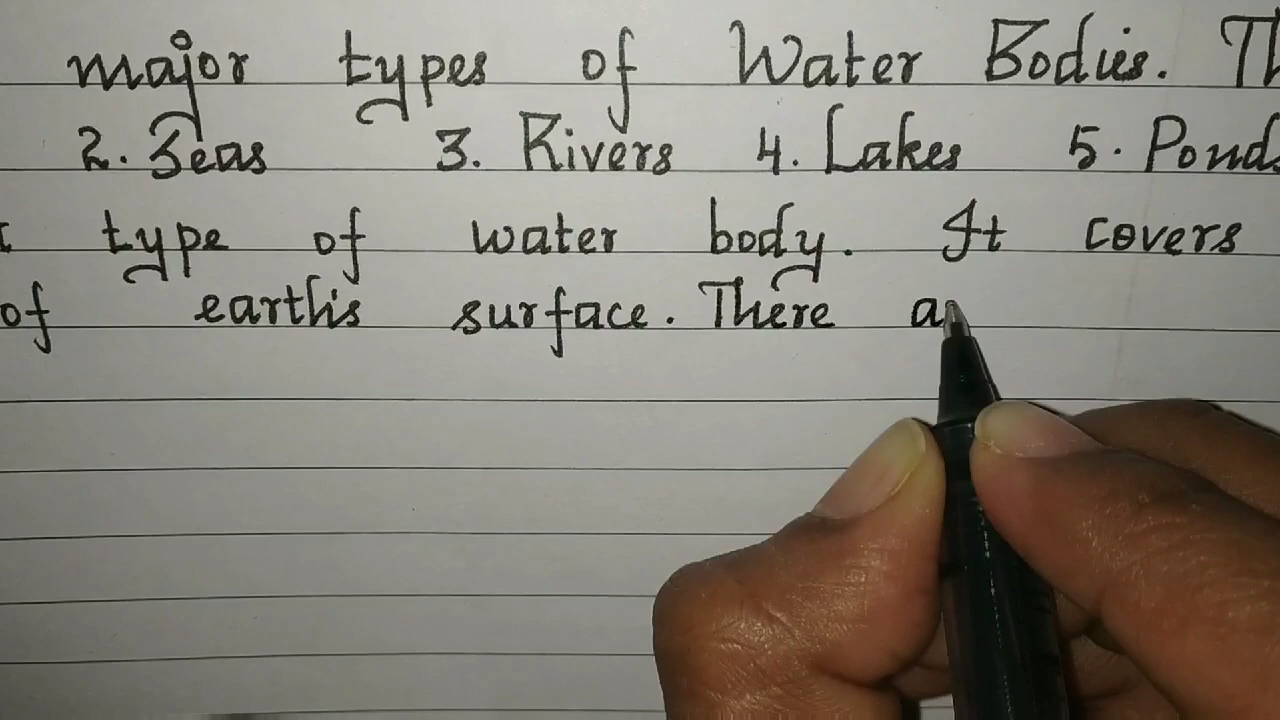 major types of Water Bodies. Th
2. Seas 3. Rivers 4. Lakes 5. Ponds
t type of water body. It covers
of earth's surface. There a